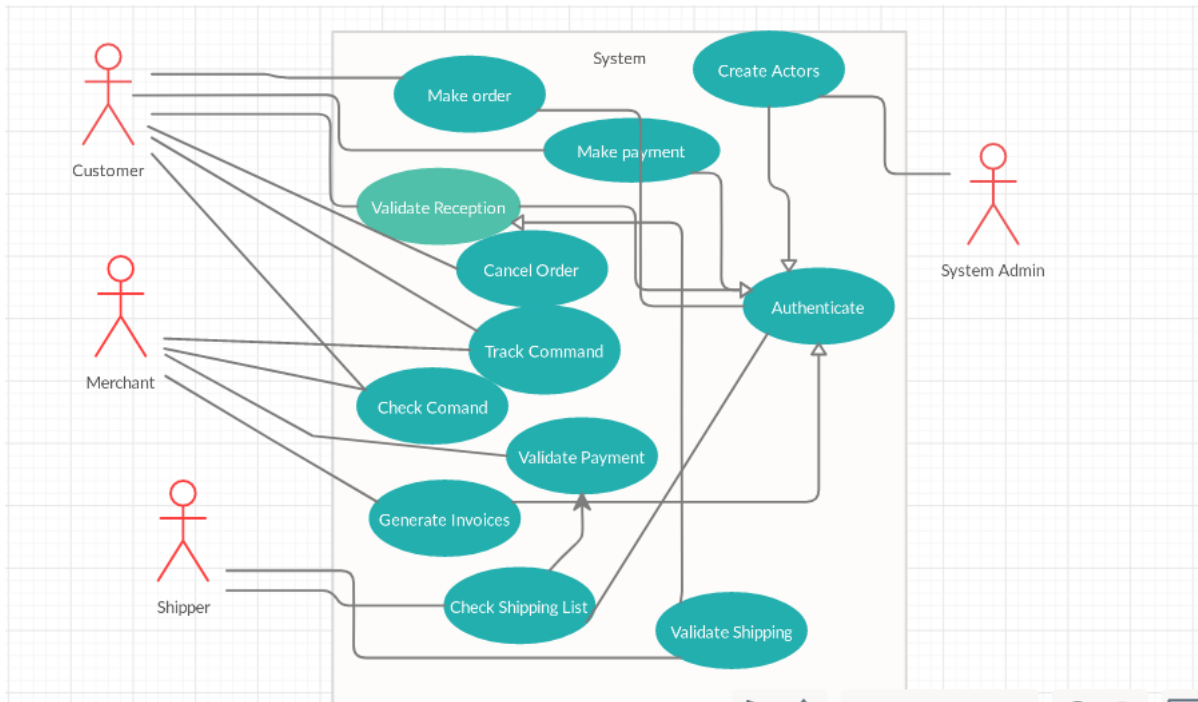 System
Create Actors
Make order
Make payment
Customer
Validate Reception
Cancel Order
System Admin
Authenticate
Track Command
Merchant
Check Comand
Validate Payment
Generate Invoices
Shipper
Check Shipping List
Validate Shipping